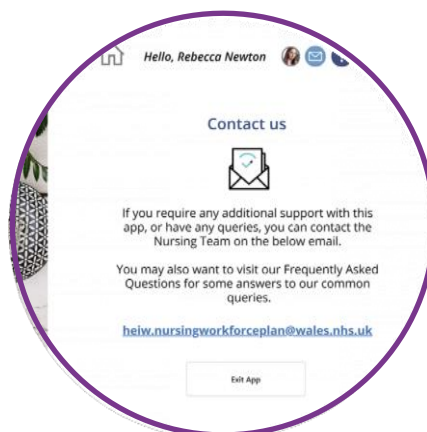 Hello, Rebecca Newton
Contact us
If you require any additional support with this
app, or have any queries, you can contact the
Nursing Team on the below email.
You may also want to visit our Frequently Asked
Questions for some answers to our common
queries.
heiw.nursingworkforceplan@wales.nhs.uk
Exit App